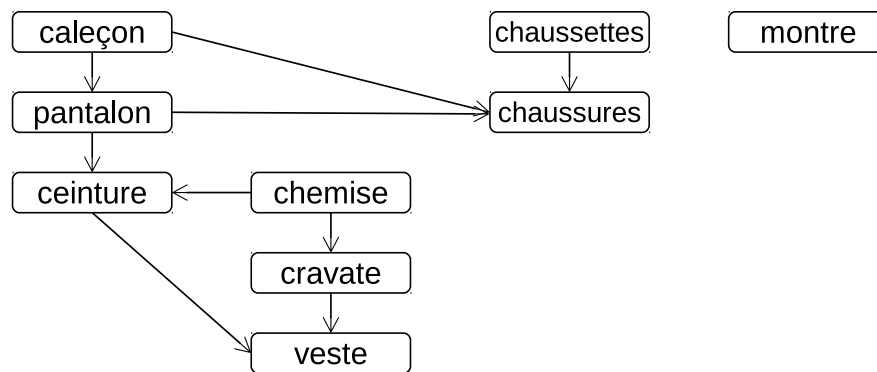 caleçon
chaussettes
montre
pantalon
chaussures
ceinture
chemise
cravate
veste